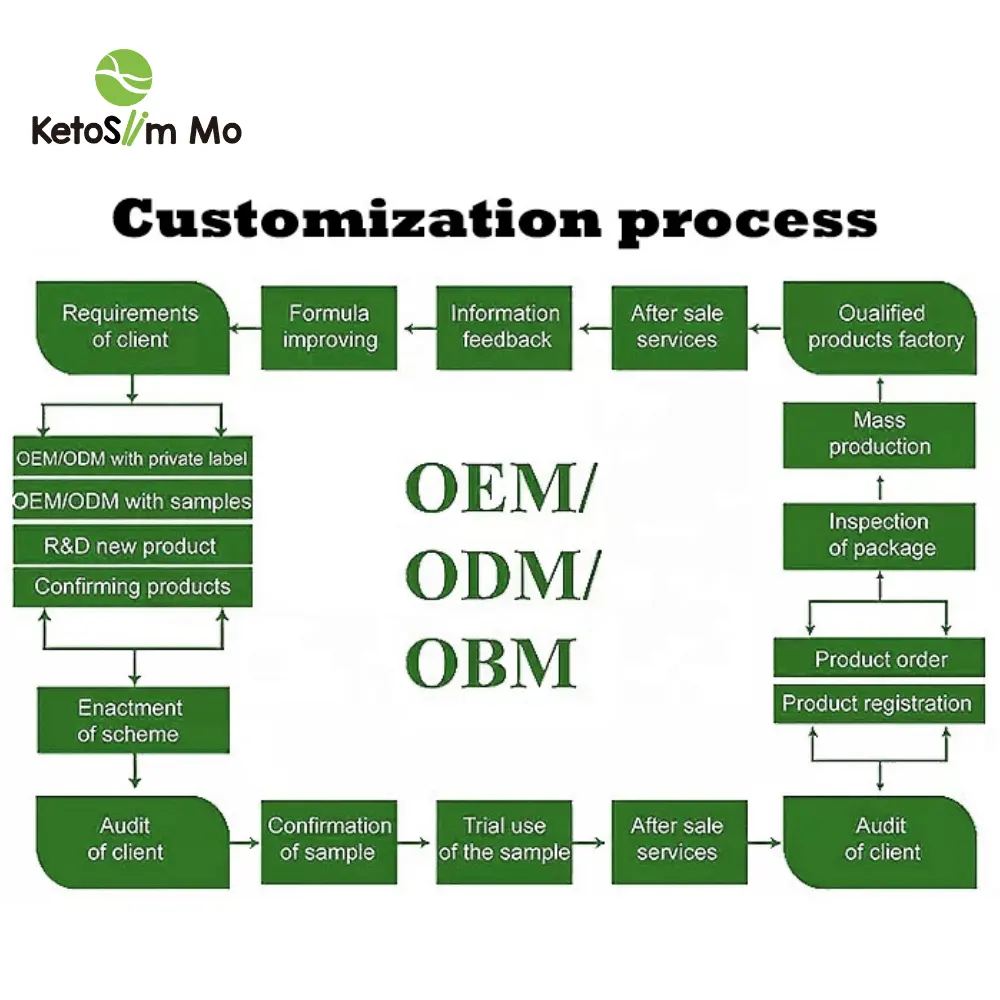 KetoSlim Mo
Customization process
Requirements
of client
Formula
improving
Information
feedback
After sale
services
Oualified
products factory
OEM/ODM with private label
OEM/ODM with samples
R&D new product
Confirming products
Enactment
of scheme
OEM/
ODM/
OBM
Mass
production
Inspection
of package
Product order
Product registration
Audit
of client
Confirmation
of sample
Trial use
of the sample
After sale
services
Audit
of client